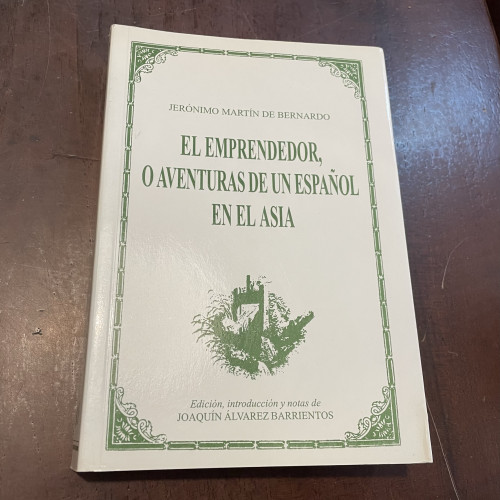 JERÓNIMO MARTÍN DE BERNARDO
EL EMPRENDEDOR,
O AVENTURAS DE UN ESPAÑOL
EN EL ASIA
Edición, introducción y notas de
JOAQUÍN ÁLVAREZ BARRIENTOS